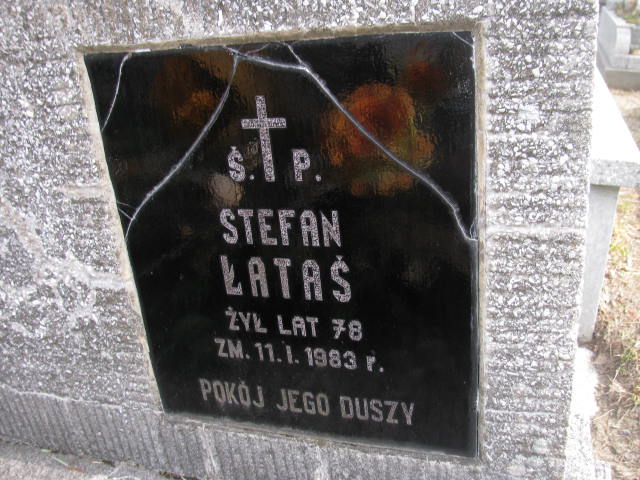 Ś. P.
STEFAN
ŁATAŚ
ŻYŁ LAT 78
ZM. 11. I. 1983 r.
POKÓJ JEGO DUSZY